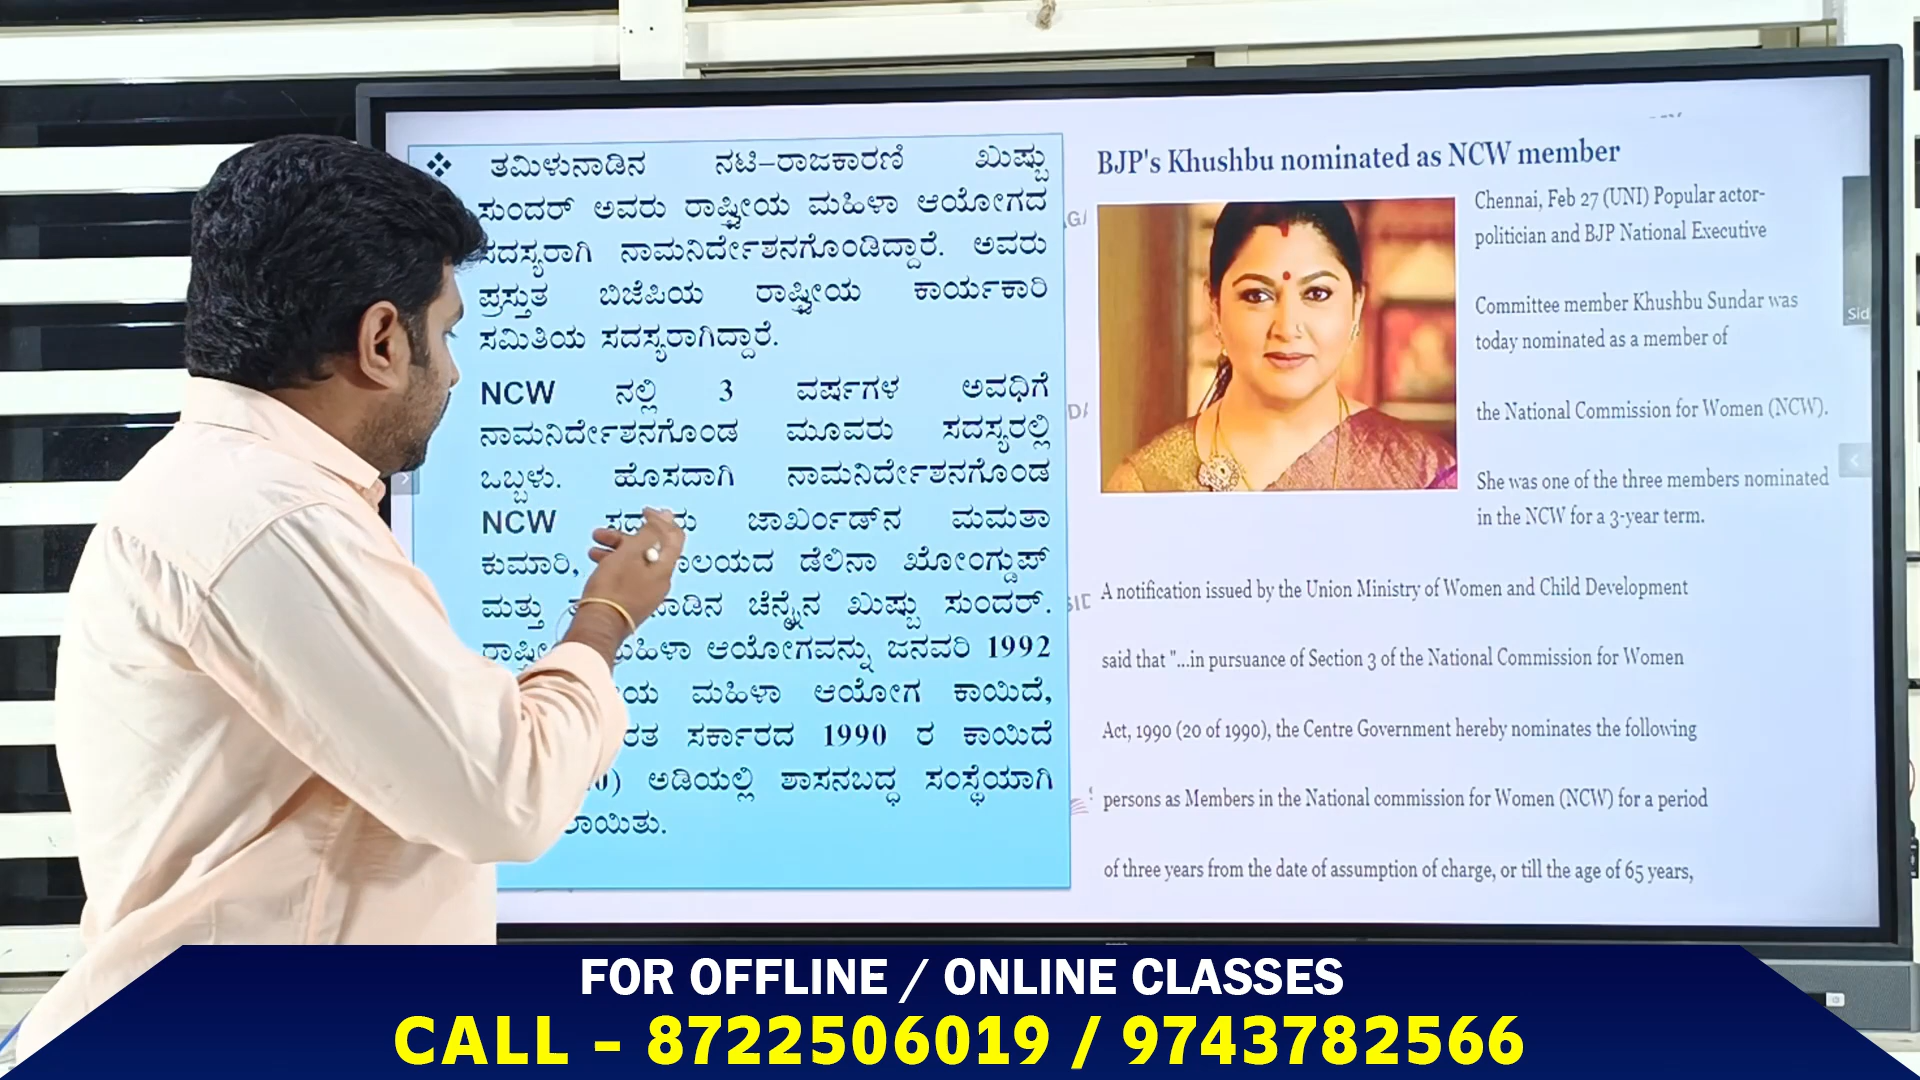 ❖ ತಮಿಳುನಾಡಿನ ನಟಿ–ರಾಜಕಾರಣಿ ಖುಷ್ಬು
ಸುಂದರ್ ಅವರು ರಾಷ್ಟ್ರೀಯ ಮಹಿಳಾ ಆಯೋಗದ
ಸದಸ್ಯರಾಗಿ ನಾಮನಿರ್ದೇಶನಗೊಂಡಿದ್ದಾರೆ. ಅವರು
ಪ್ರಸ್ತುತ ಬಿಜೆಪಿಯ ರಾಷ್ಟ್ರೀಯ ಕಾರ್ಯಕಾರಿ
ಸಮಿತಿಯ ಸದಸ್ಯರಾಗಿದ್ದಾರೆ.
NCW ನಲ್ಲಿ 3 ವರ್ಷಗಳ ಅವಧಿಗೆ
ನಾಮನಿರ್ದೇಶನಗೊಂಡ ಮೂವರು ಸದಸ್ಯರಲ್ಲಿ
ಒಬ್ಬಳು. ಹೊಸದಾಗಿ ನಾಮನಿರ್ದೇಶನಗೊಂಡ
NCW ಜಾರ್ಖಂಡ್‌ನ ಮಮತಾ
ಕುಮಾರಿ, ಡೆಲಿನಾ ಖೋಂಗ್ಡುಪ್
ಮತ್ತು ಚೆನ್ನೈನ ಖುಷ್ಬು ಸುಂದರ್.
ಮಹಿಳಾ ಆಯೋಗವನ್ನು ಜನವರಿ 1992
ಮಹಿಳಾ ಆಯೋಗ ಕಾಯಿದೆ,
ಸರ್ಕಾರದ 1990 ರ ಕಾಯಿದೆ
ಅಡಿಯಲ್ಲಿ ಶಾಸನಬದ್ಧ ಸಂಸ್ಥೆಯಾಗಿ
BJP's Khushbu nominated as NCW member
Chennai, Feb 27 (UNI) Popular actor-
politician and BJP National Executive
Committee member Khushbu Sundar was
today nominated as a member of
the National Commission for Women (NCW).
She was one of the three members nominated
in the NCW for a 3-year term.
A notification issued by the Union Ministry of Women and Child Development
said that "...in pursuance of Section 3 of the National Commission for Women
Act, 1990 (20 of 1990), the Centre Government hereby nominates the following
persons as Members in the National commission for Women (NCW) for a period
of three years from the date of assumption of charge, or till the age of 65 years,
Sid
FOR OFFLINE / ONLINE CLASSES
CALL – 8722506019 / 9743782566